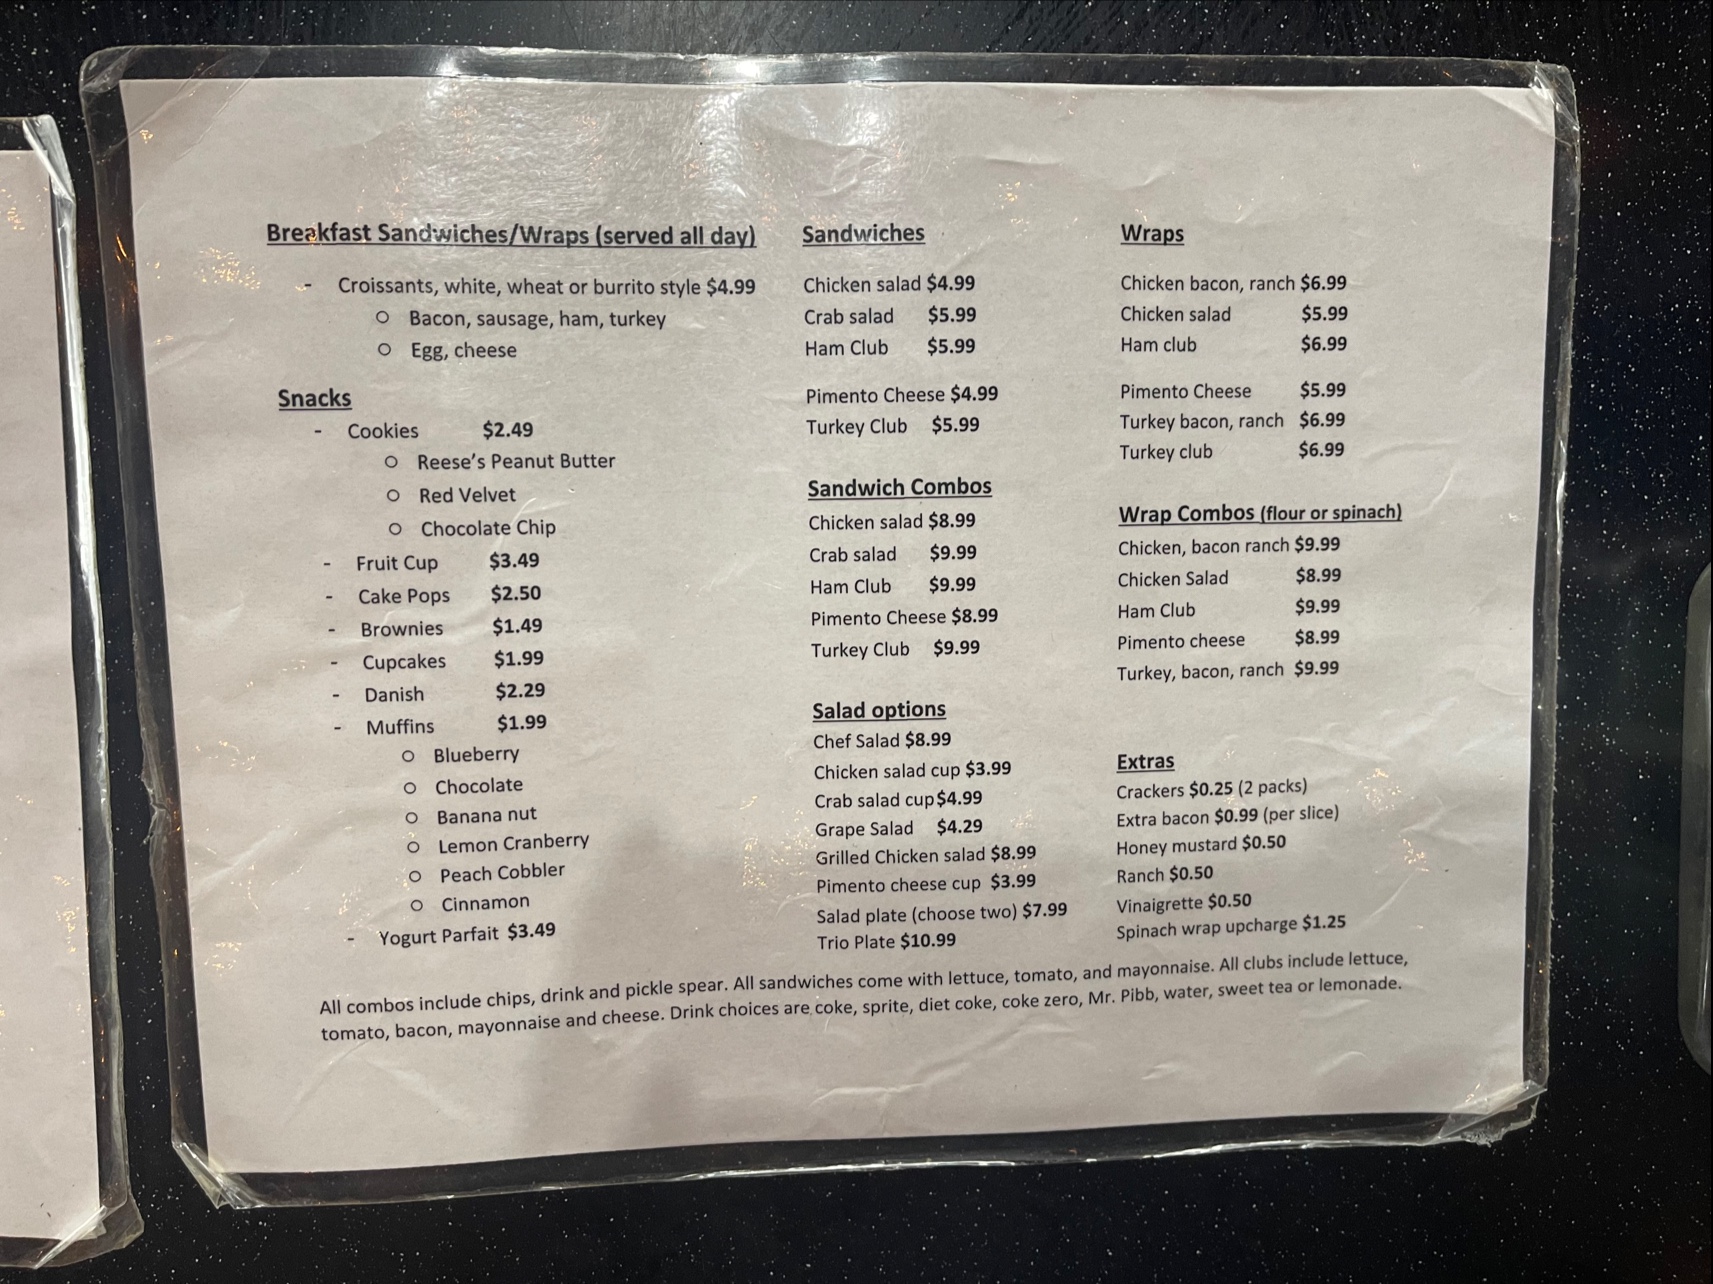 Breakfast Sandwiches/Wraps (served all day)
- Croissants, white, wheat or burrito style $4.99
o Bacon, sausage, ham, turkey
o Egg, cheese
Snacks
- Cookies $2.49
o Reese's Peanut Butter
o Red Velvet
o Chocolate Chip
- Fruit Cup $3.49
- Cake Pops $2.50
- Brownies $1.49
- Cupcakes $1.99
- Danish $2.29
- Muffins $1.99
o Blueberry
o Chocolate
o Banana nut
o Lemon Cranberry
o Peach Cobbler
o Cinnamon
- Yogurt Parfait $3.49
Sandwiches
Chicken salad $4.99
Crab salad $5.99
Ham Club $5.99
Pimento Cheese $4.99
Turkey Club $5.99
Sandwich Combos
Chicken salad $8.99
Crab salad $9.99
Ham Club $9.99
Pimento Cheese $8.99
Turkey Club $9.99
Salad options
Chef Salad $8.99
Chicken salad cup $3.99
Crab salad cup $4.99
Grape Salad $4.29
Grilled Chicken salad $8.99
Pimento cheese cup $3.99
Salad plate (choose two) $7.99
Trio Plate $10.99
Wraps
Chicken bacon, ranch $6.99
Chicken salad $5.99
Ham club $6.99
Pimento Cheese $5.99
Turkey bacon, ranch $6.99
Turkey club $6.99
Wrap Combos (flour or spinach)
Chicken, bacon ranch $9.99
Chicken Salad $8.99
Ham Club $9.99
Pimento cheese $8.99
Turkey, bacon, ranch $9.99
Extras
Crackers $0.25 (2 packs)
Extra bacon $0.99 (per slice)
Honey mustard $0.50
Ranch $0.50
Vinaigrette $0.50
Spinach wrap upcharge $1.25
All combos include chips, drink and pickle spear. All sandwiches come with lettuce, tomato, and mayonnaise. All clubs include lettuce,
tomato, bacon, mayonnaise and cheese. Drink choices are coke, sprite, diet coke, coke zero, Mr. Pibb, water, sweet tea or lemonade.